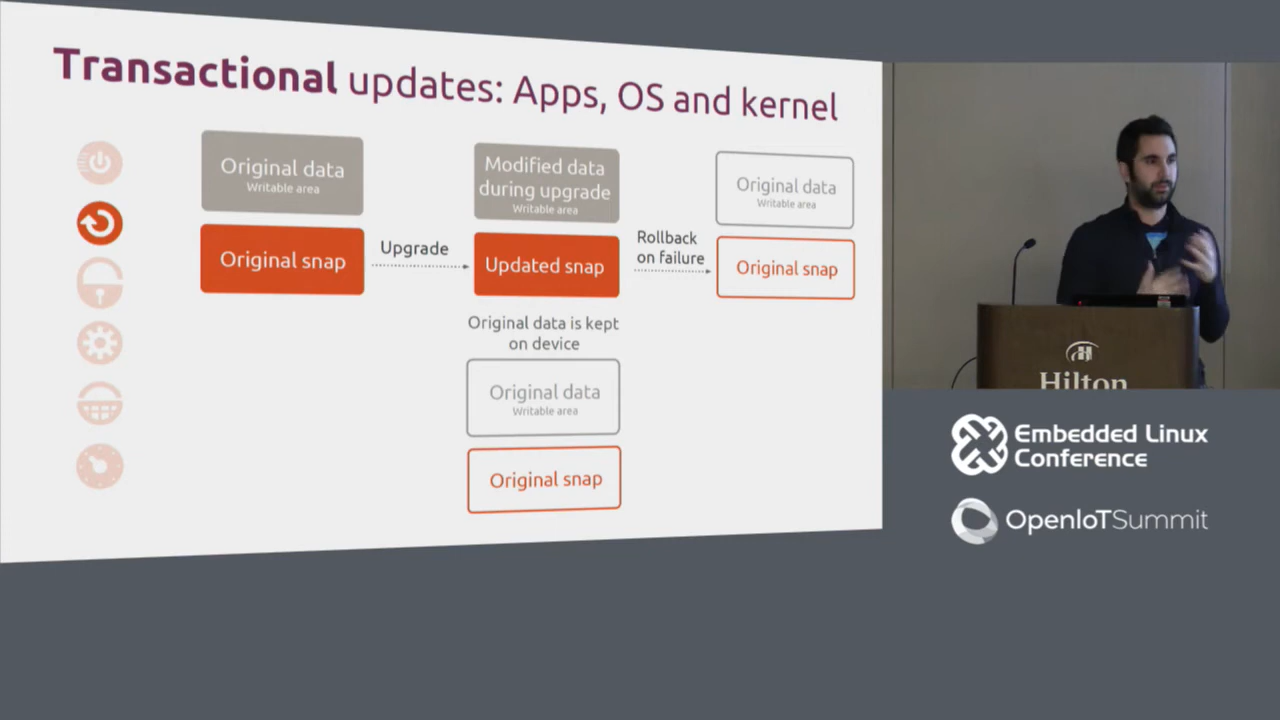 Transactional updates: Apps, OS and kernel
Original data
Writable area
Original snap
Upgrade
Modified data
during upgrade
Writable area
Updated snap
Rollback
on failure
Original data
Writable area
Original snap
Original data is kept
on device
Original data
Writable area
Original snap
Hilton
Embedded Linux
Conference
OpenIoTSummit